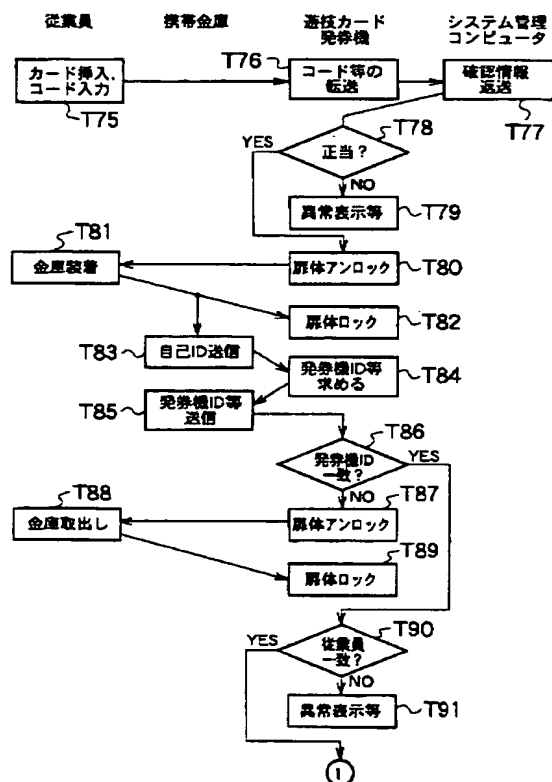 従業員 携帯金庫 遊技カード発券機 システム管理コンピュータ
カード挿入,
コード入力
T75
T76
コード等の
転送
確認情報
返送
T77
T78
YES
正当?
NO
異常表示等
T79
T81
金庫装着
扉体アンロック
T80
扉体ロック
T82
T83
自己ID送信
発券機ID等
求める
T84
T85
発券機ID等
送信
T86
発券機ID
一致?
YES
NO
T88
T87
金庫取出し
扉体アンロック
T89
扉体ロック
T90
YES
従業員
一致?
NO
異常表示等
T91
1